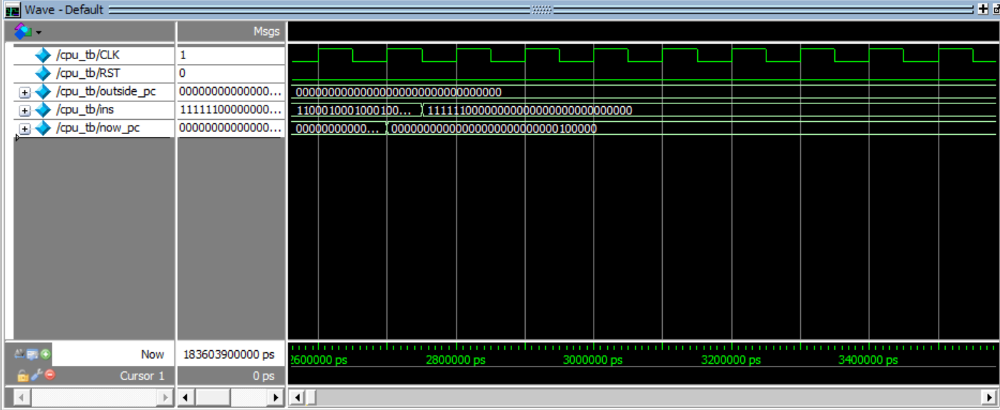 Wave - Default
Msgs
/cpu_tb/CLK 1
/cpu_tb/RST 0
/cpu_tb/outside_pc 00000000000000... 00000000000000000000000000000000
/cpu_tb/ins 11111100000000... 1100010001000100... 11111100000000000000000000000000
/cpu_tb/now_pc 00000000000000... 00000000000... 00000000000000000000000000100000
Now 183603900000 ps 2600000 ps 2800000 ps 3000000 ps 3200000 ps 3400000 ps
Cursor 1 0 ps